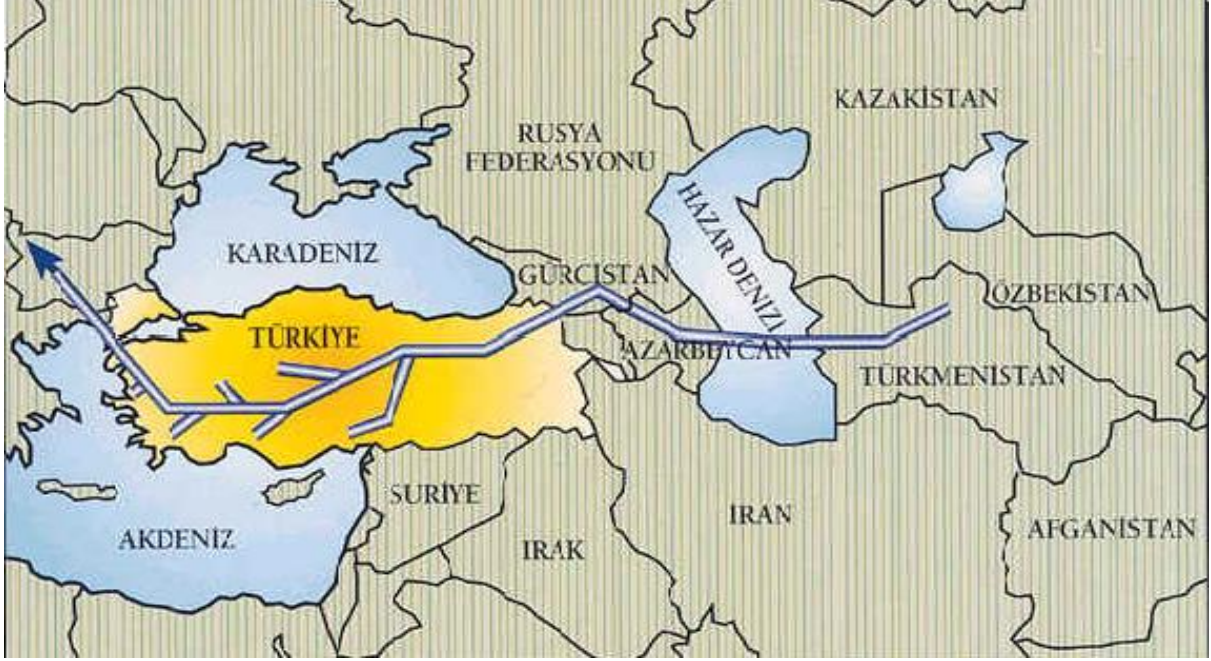 KAZAKİSTAN
RUSYA
FEDERASYONU
HAZAR DENİZİ
KARADENİZ
GÜRCİSTAN
ÖZBEKİSTAN
TÜRKİYE
AZARBEYCAN
TÜRKMENİSTAN
SURİYE
IRAN
AFGANİSTAN
AKDENİZ
IRAK